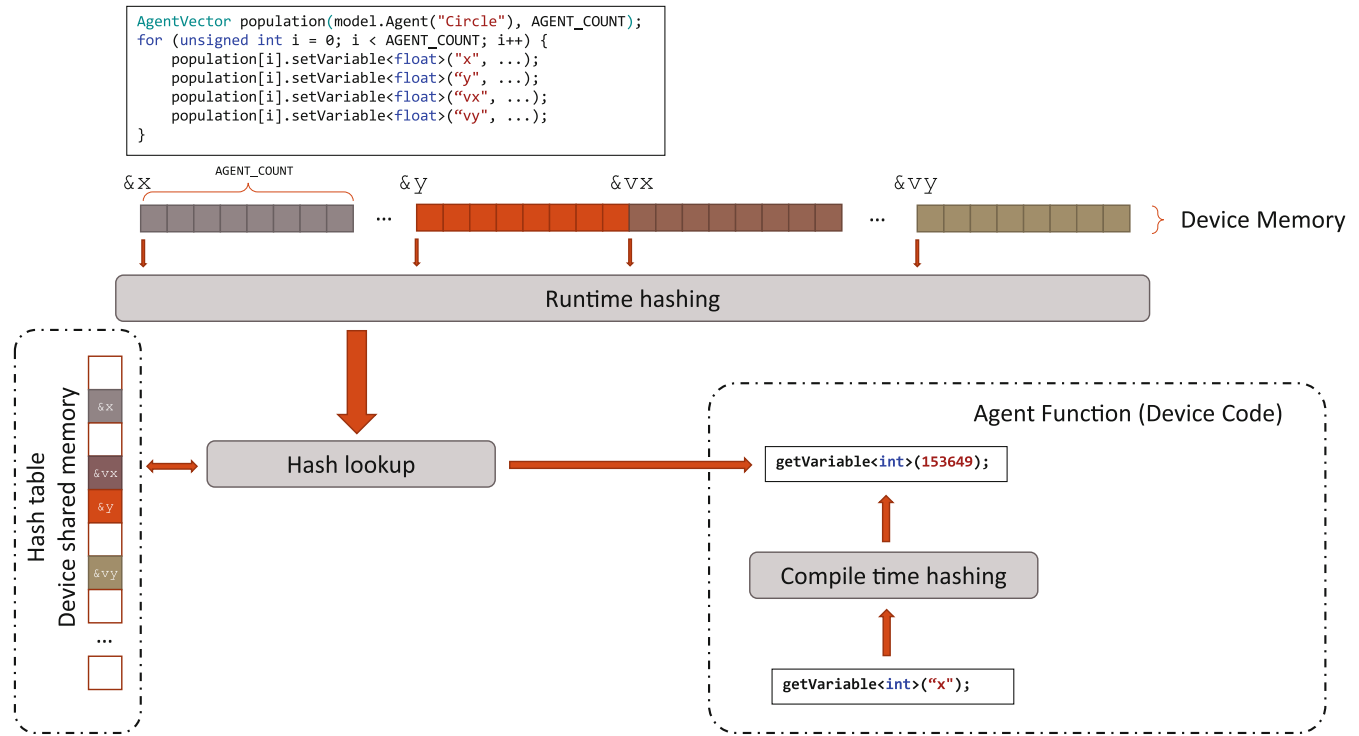 AgentVector population(model.Agent("Circle"), AGENT_COUNT);
for (unsigned int i = 0; i < AGENT_COUNT; i++) {
    population[i].setVariable<float>("x", ...);
    population[i].setVariable<float>(“y", ...);
    population[i].setVariable<float>(“vx", ...);
    population[i].setVariable<float>(“vy", ...);
}
AGENT_COUNT
&x
&y
&vx
&vy
...
...
Device Memory
Runtime hashing
Hash table
Device shared memory
&x
&vx
&y
&vy
...
Hash lookup
Agent Function (Device Code)
getVariable<int>(153649);
Compile time hashing
getVariable<int>(“x");